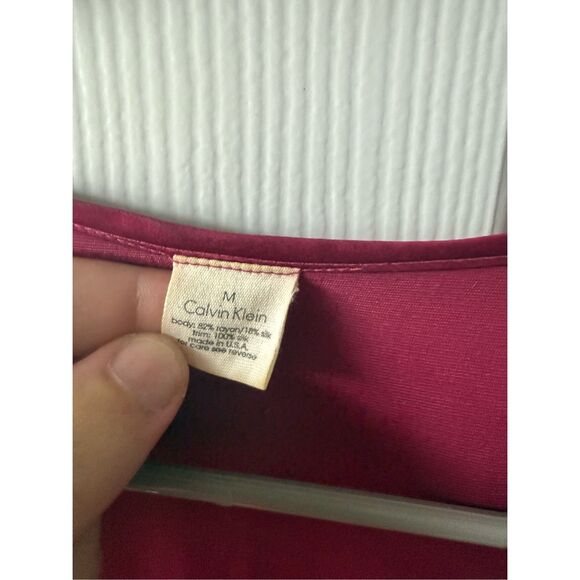 M
Calvin Klein
body: 82% rayon/18% silk
trim: 100% silk
made in U.S.A.
for care see reverse